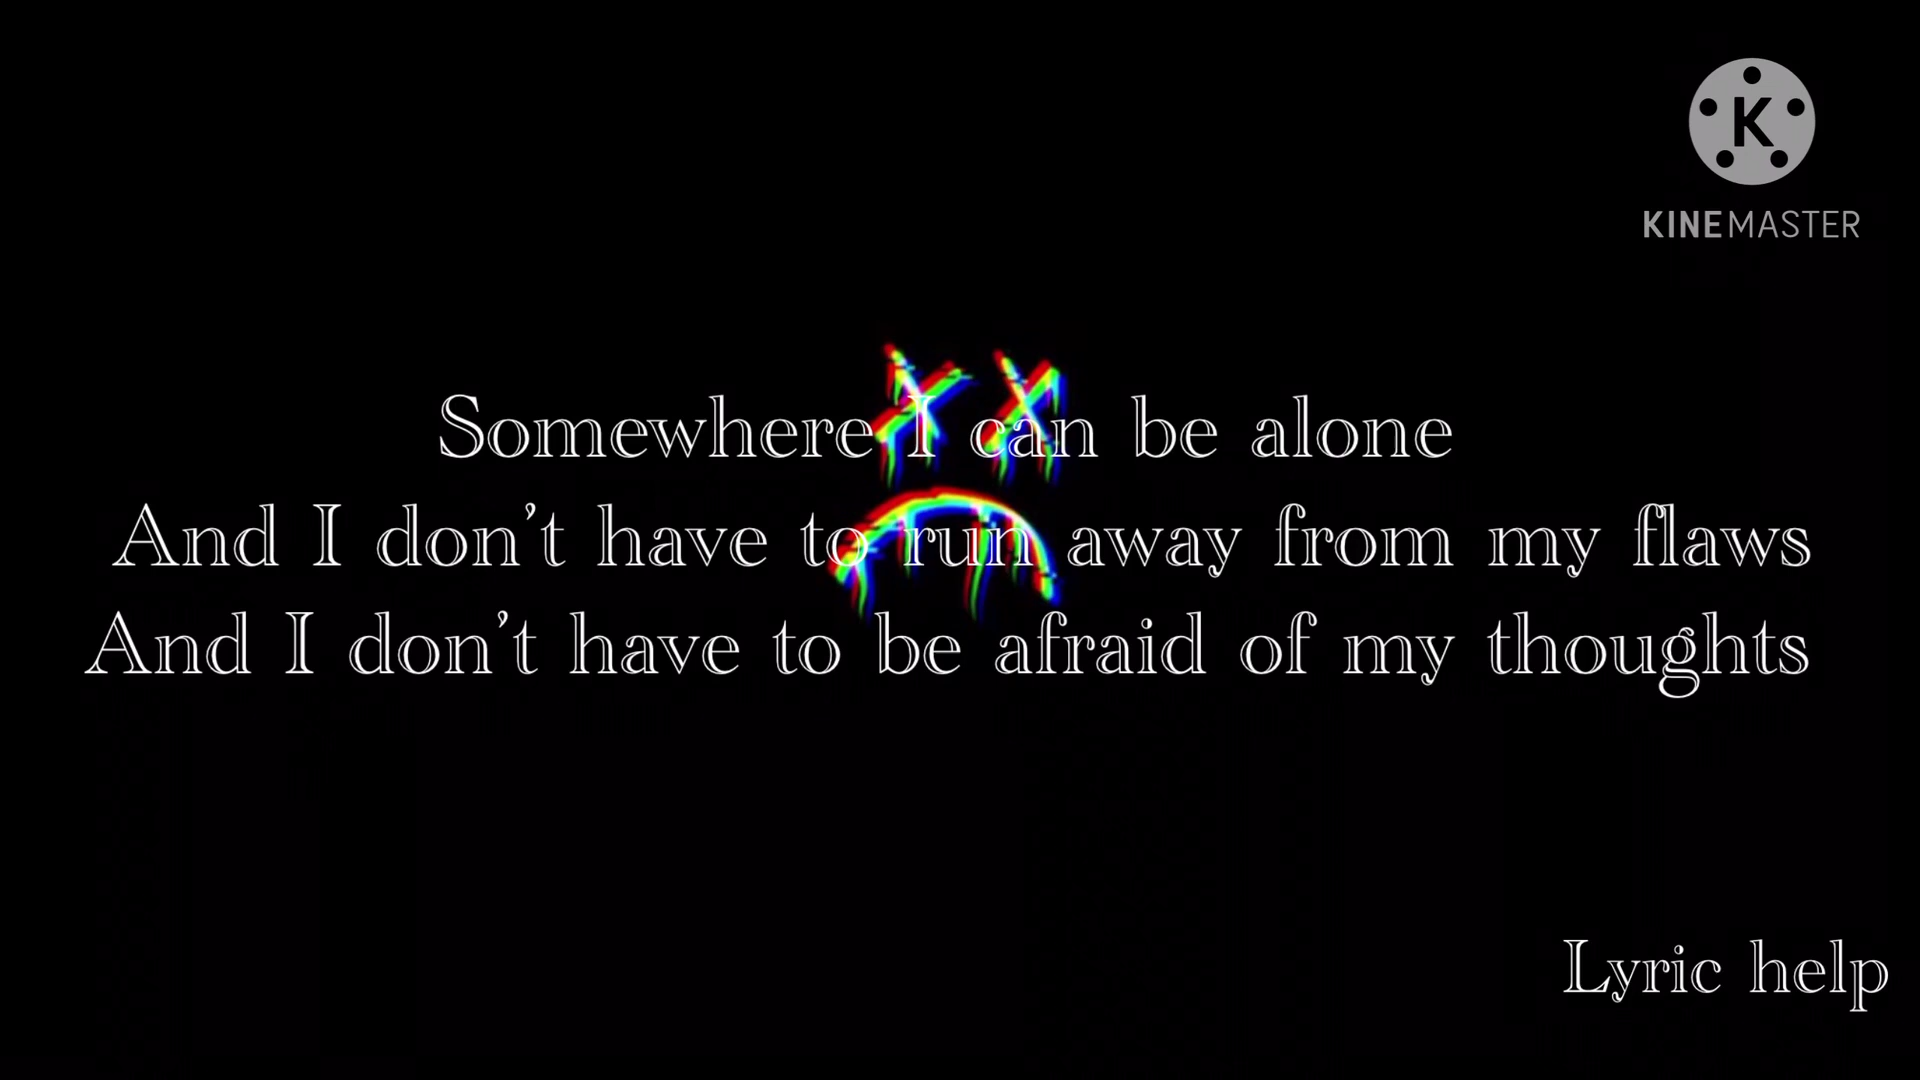 K
KINEMASTER
Somewhere I can be alone
And I don't have to run away from my flaws
And I don't have to be afraid of my thoughts
Lyric help